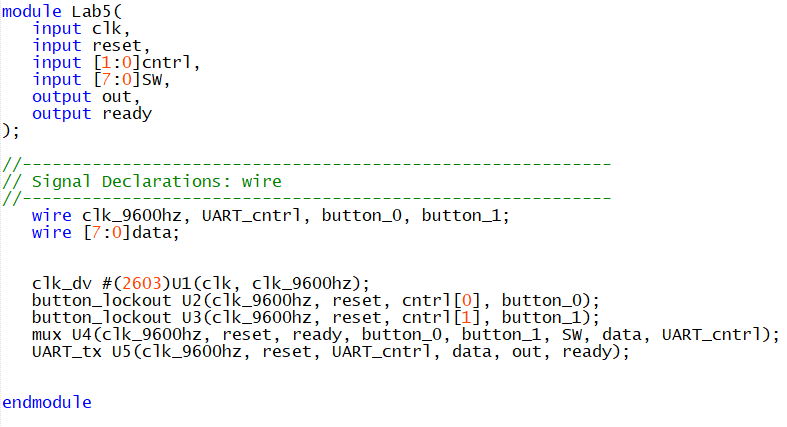 module Lab5(
input clk,
input reset,
input [1:0]cntrl,
input [7:0]SW,
output out,
output ready
);
//-----------------------------------------------------------
// Signal Declarations: wire
//-----------------------------------------------------------
wire clk_9600hz, UART_cntrl, button_0, button_1;
wire [7:0]data;
clk_dv #(2603)U1(clk, clk_9600hz);
button_lockout U2(clk_9600hz, reset, cntrl[0], button_0);
button_lockout U3(clk_9600hz, reset, cntrl[1], button_1);
mux U4(clk_9600hz, reset, ready, button_0, button_1, SW, data, UART_cntrl);
UART_tx U5(clk_9600hz, reset, UART_cntrl, data, out, ready);
endmodule